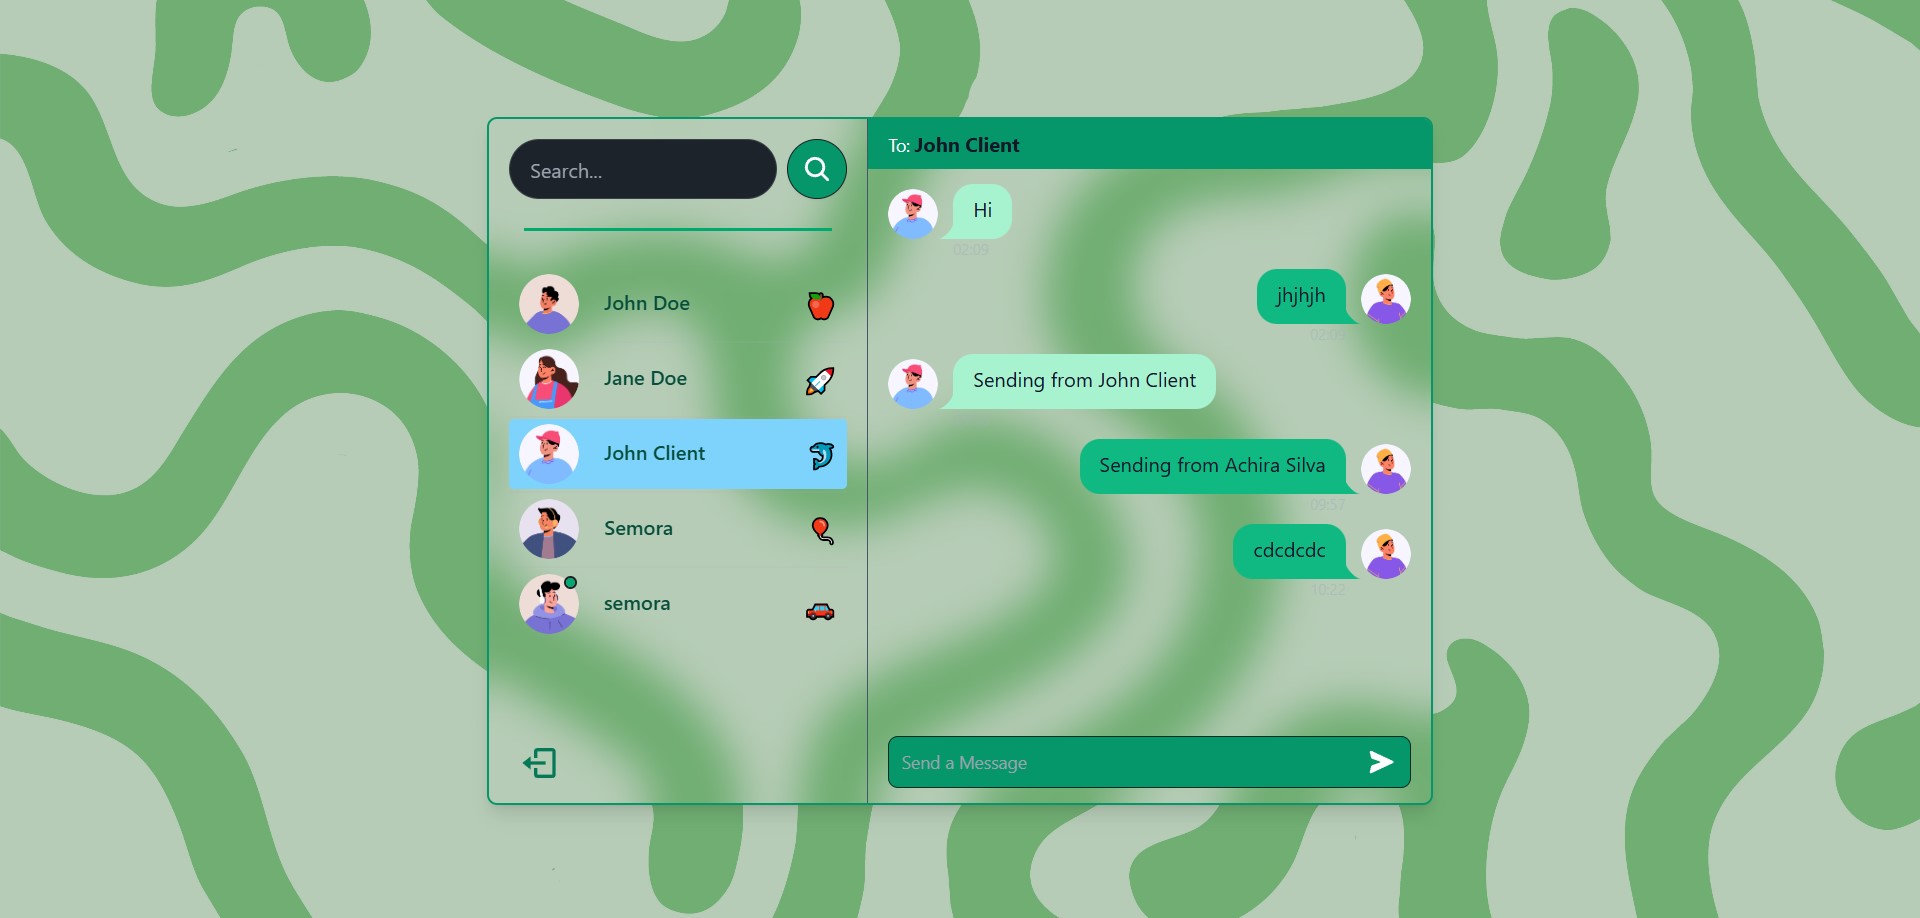 Search...
John Doe
Jane Doe
John Client
Semora
semora
To: John Client
Hi
02:09
jhjhjh
02:09
Sending from John Client
Sending from Achira Silva
09:57
cdcdcdc
10:22
Send a Message